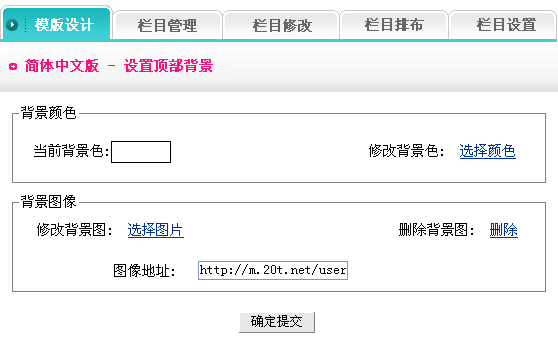 模版设计 栏目管理 栏目修改 栏目排布 栏目设置
简体中文版 - 设置顶部背景
背景颜色
当前背景色: 修改背景色: 选择颜色
背景图像
修改背景图: 选择图片 删除背景图: 删除
图像地址: http://m.20t.net/user
确定提交